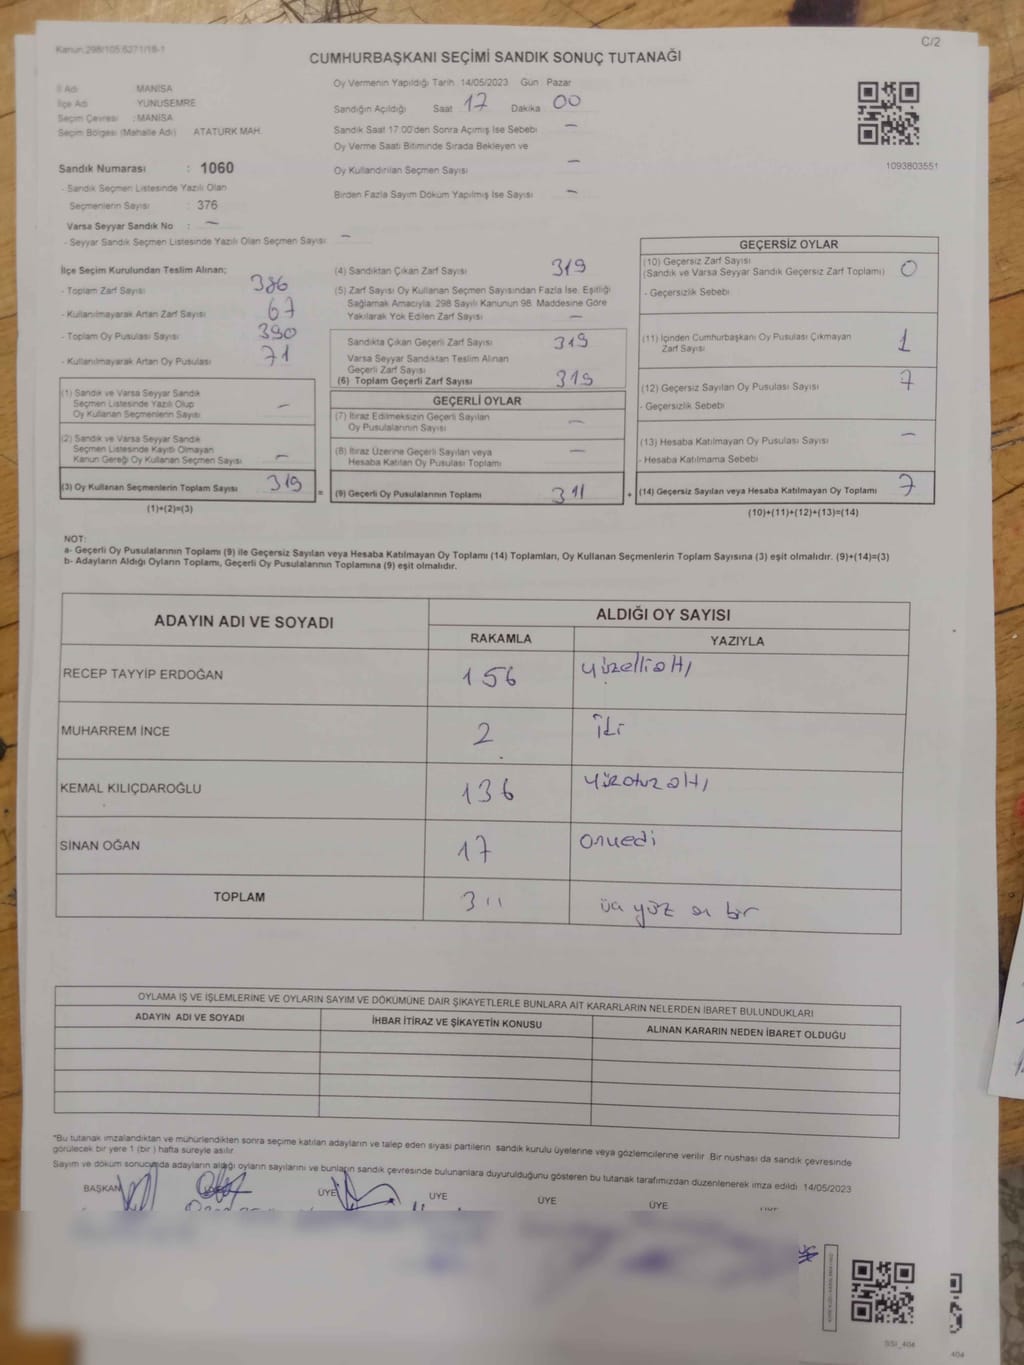 Kanun:298/105.6271/18-1
C/2
CUMHURBAŞKANI SEÇİMİ SANDIK SONUÇ TUTANAĞI
İl Adı MANİSA
İlçe Adı YUNUSEMRE
Seçim Çevresi : MANİSA
Seçim Bölgesi (Mahalle Adı) ATATÜRK MAH.
Oy Vermenin Yapıldığı Tarih 14/05/2023 Gün Pazar
Sandığın Açıldığı Saat 17 Dakika 00
Sandık Saat 17.00'den Sonra Açımış İse Sebebi –
Oy Verme Saati Bitiminde Sırada Bekleyen ve
Oy Kullandırılan Seçmen Sayısı –
Birden Fazla Sayım Döküm Yapılmış İse Sayısı –
1093803551
Sandık Numarası : 1060
- Sandık Seçmen Listesinde Yazılı Olan
Seçmenlerin Sayısı : 376
Varsa Seyyar Sandık No : –
- Seyyar Sandık Seçmen Listesinde Yazılı Olan Seçmen Sayısı –
İlçe Seçim Kurulundan Teslim Alınan;
- Toplam Zarf Sayısı 386
- Kullanılmayarak Artan Zarf Sayısı 67
- Toplam Oy Pusulası Sayısı 390
- Kullanılmayarak Artan Oy Pusulası 71
(1) Sandık ve Varsa Seyyar Sandık
Seçmen Listesinde Yazılı Olup
Oy Kullanan Seçmenlerin Sayısı –
(2) Sandık ve Varsa Seyyar Sandık
Seçmen Listesinde Kayıtlı Olmayan
Kanun Gereği Oy Kullanan Seçmen Sayısı –
(3) Oy Kullanan Seçmenlerin Toplam Sayısı 319
(1)+(2)=(3)
(4) Sandıktan Çıkan Zarf Sayısı 319
(5) Zarf Sayısı Oy Kullanan Seçmen Sayısından Fazla İse, Eşitliği
Sağlamak Amacıyla, 298 Sayılı Kanunun 98. Maddesine Göre
Yakılarak Yok Edilen Zarf Sayısı –
Sandıkta Çıkan Geçerli Zarf Sayısı 319
Varsa Seyyar Sandıktan Teslim Alınan
Geçerli Zarf Sayısı
(6) Toplam Geçerli Zarf Sayısı 319
GEÇERLİ OYLAR
(7) İtiraz Edilmeksizin Geçerli Sayılan
Oy Pusulalarının Sayısı –
(8) İtiraz Üzerine Geçerli Sayılan veya
Hesaba Katılan Oy Pusulası Toplamı –
= (9) Geçerli Oy Pusulalarının Toplamı 311 +
GEÇERSİZ OYLAR
(10) Geçersiz Zarf Sayısı
(Sandık ve Varsa Seyyar Sandık Geçersiz Zarf Toplamı) 0
- Geçersizlik Sebebi
(11) İçinden Cumhurbaşkanı Oy Pusulası Çıkmayan
Zarf Sayısı 1
(12) Geçersiz Sayılan Oy Pusulası Sayısı 7
- Geçersizlik Sebebi
(13) Hesaba Katılmayan Oy Pusulası Sayısı –
- Hesaba Katılmama Sebebi
(14) Geçersiz Sayılan veya Hesaba Katılmayan Oy Toplamı 7
(10)+(11)+(12)+(13)=(14)
NOT:
a- Geçerli Oy Pusulalarının Toplamı (9) ile Geçersiz Sayılan veya Hesaba Katılmayan Oy Toplamı (14) Toplamları, Oy Kullanan Seçmenlerin Toplam Sayısına (3) eşit olmalıdır. (9)+(14)=(3)
b- Adayların Aldığı Oyların Toplamı, Geçerli Oy Pusulalarının Toplamına (9) eşit olmalıdır.
ADAYIN ADI VE SOYADI ALDIĞI OY SAYISI
RAKAMLA YAZIYLA
RECEP TAYYİP ERDOĞAN 156 yüzellialtı
MUHARREM İNCE 2 iki
KEMAL KILIÇDAROĞLU 136 yüzotuzaltı
SİNAN OĞAN 17 onyedi
TOPLAM 311 üç yüz on bir
OYLAMA İŞ VE İŞLEMLERİNE VE OYLARIN SAYIM VE DÖKÜMÜNE DAİR ŞİKAYETLERLE BUNLARA AİT KARARLARIN NELERDEN İBARET BULUNDUKLARI
ADAYIN ADI VE SOYADI İHBAR İTİRAZ VE ŞİKAYETİN KONUSU ALINAN KARARIN NEDEN İBARET OLDUĞU
"Bu tutanak imzalandıktan ve mühürlendikten sonra seçime katılan adayların ve talep eden siyasi partilerin sandık kurulu üyelerine veya gözlemcilerine verilir. Bir nushası da sandık çevresinde
görülecek bir yere 1 (bir) hafta süreyle asılır.
Sayım ve döküm sonucunda adayların aldığı oyların sayılarını ve bunların sandık çevresinde bulunanlara duyurulduğunu gösteren bu tutanak tarafımızdan düzenlenerek imza edildi 14/05/2023
BAŞKAN ÜYE ÜYE ÜYE ÜYE
SSI_404
404